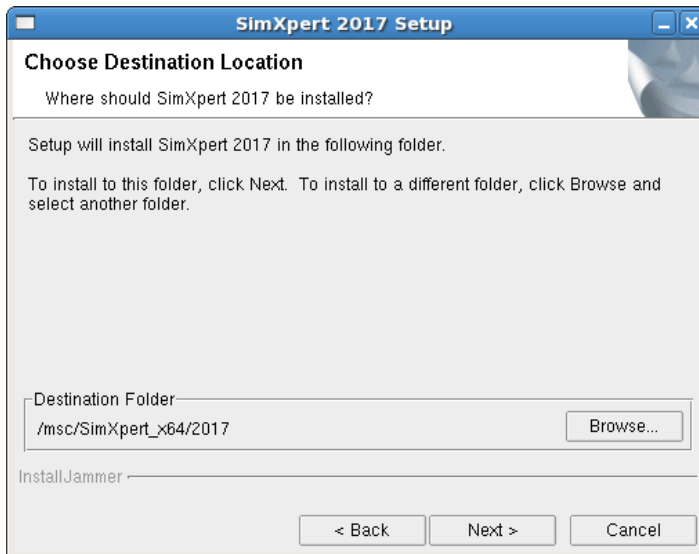 SimXpert 2017 Setup
Choose Destination Location
Where should SimXpert 2017 be installed?
Setup will install SimXpert 2017 in the following folder.
To install to this folder, click Next.  To install to a different folder, click Browse and
select another folder.
Destination Folder
/msc/SimXpert_x64/2017
Browse...
InstallJammer
< Back
Next >
Cancel